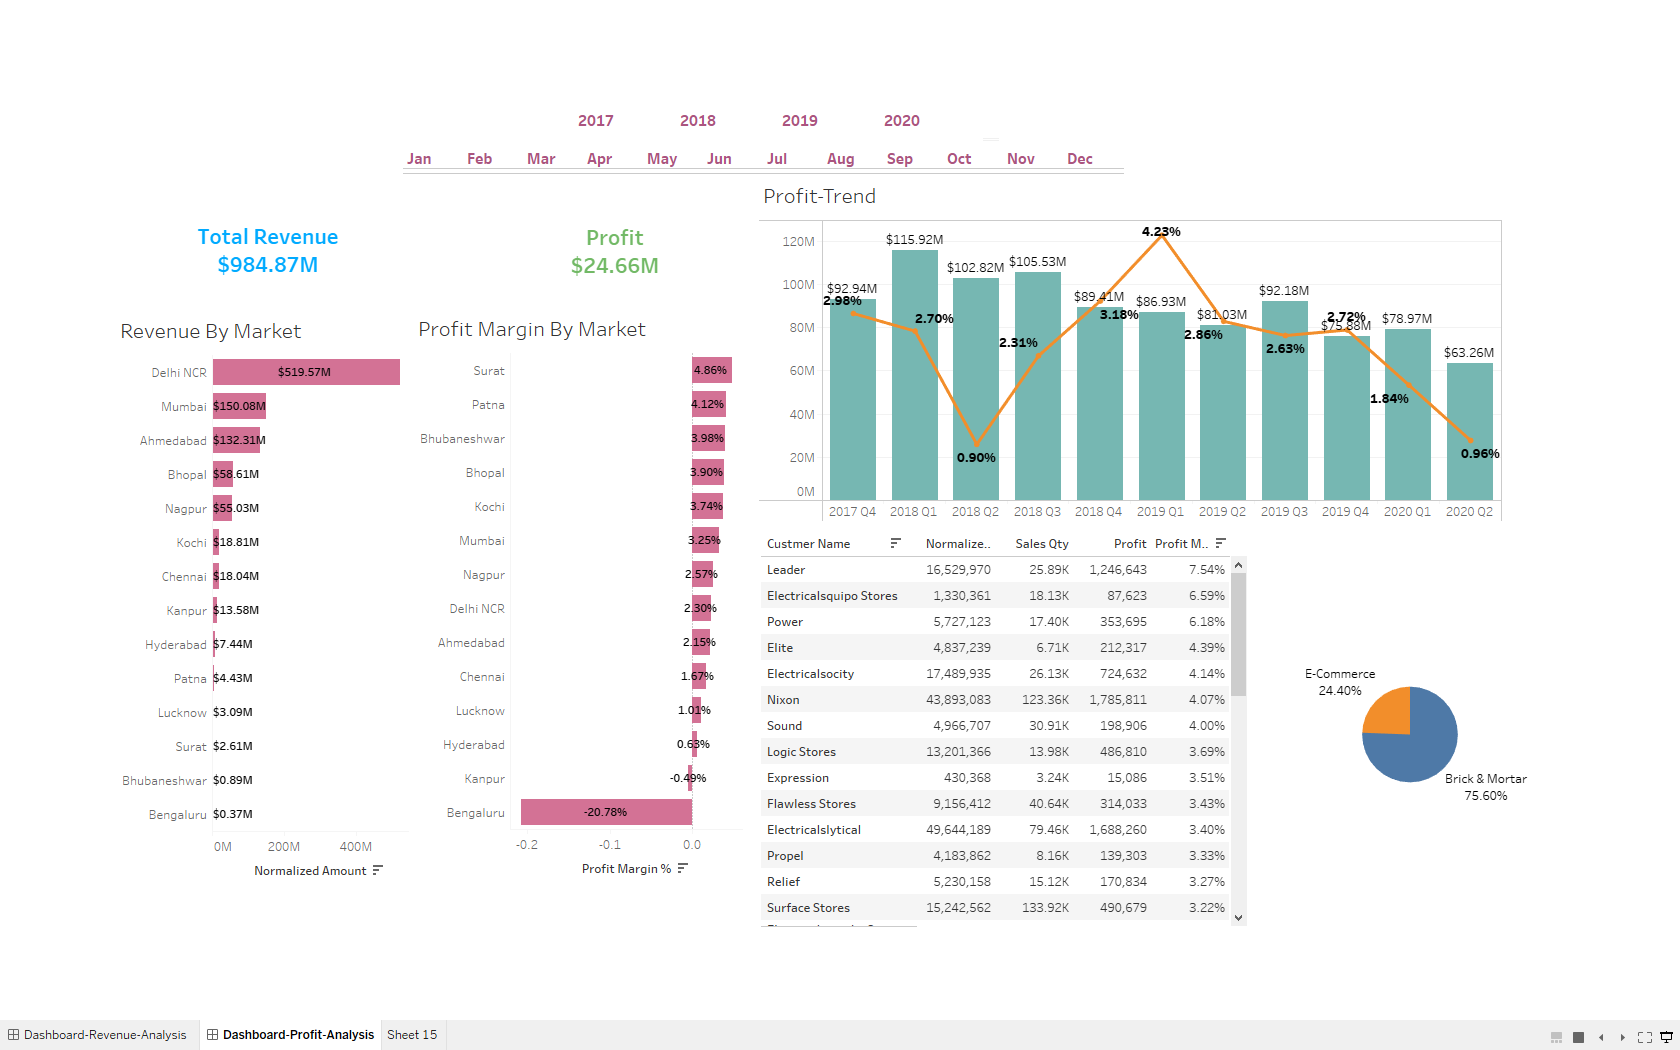 2017 2018 2019 2020
Jan Feb Mar Apr May Jun Jul Aug Sep Oct Nov Dec
Total Revenue
$984.87M
Profit
$24.66M
Revenue By Market
Delhi NCR $519.57M
Mumbai $150.08M
Ahmedabad $132.31M
Bhopal $58.61M
Nagpur $55.03M
Kochi $18.81M
Chennai $18.04M
Kanpur $13.58M
Hyderabad $7.44M
Patna $4.43M
Lucknow $3.09M
Surat $2.61M
Bhubaneshwar $0.89M
Bengaluru $0.37M
0M 200M 400M
Normalized Amount
Profit Margin By Market
Surat 4.86%
Patna 4.12%
Bhubaneshwar 3.98%
Bhopal 3.90%
Kochi 3.74%
Mumbai 3.25%
Nagpur 2.57%
Delhi NCR 2.30%
Ahmedabad 2.15%
Chennai 1.67%
Lucknow 1.01%
Hyderabad 0.63%
Kanpur -0.49%
Bengaluru -20.78%
-0.2 -0.1 0.0
Profit Margin %
Profit-Trend
120M
100M
80M
60M
40M
20M
0M
$92.94M $115.92M $102.82M $105.53M $89.41M $86.93M $81.03M $92.18M $75.88M $78.97M $63.26M
2.98% 2.70% 0.90% 2.31% 3.18% 4.23% 2.86% 2.63% 2.72% 1.84% 0.96%
2017 Q4 2018 Q1 2018 Q2 2018 Q3 2018 Q4 2019 Q1 2019 Q2 2019 Q3 2019 Q4 2020 Q1 2020 Q2
Custmer Name Normalize.. Sales Qty Profit Profit M..
Leader 16,529,970 25.89K 1,246,643 7.54%
Electricalsquipo Stores 1,330,361 18.13K 87,623 6.59%
Power 5,727,123 17.40K 353,695 6.18%
Elite 4,837,239 6.71K 212,317 4.39%
Electricalsocity 17,489,935 26.13K 724,632 4.14%
Nixon 43,893,083 123.36K 1,785,811 4.07%
Sound 4,966,707 30.91K 198,906 4.00%
Logic Stores 13,201,366 13.98K 486,810 3.69%
Expression 430,368 3.24K 15,086 3.51%
Flawless Stores 9,156,412 40.64K 314,033 3.43%
Electricalslytical 49,644,189 79.46K 1,688,260 3.40%
Propel 4,183,862 8.16K 139,303 3.33%
Relief 5,230,158 15.12K 170,834 3.27%
Surface Stores 15,242,562 133.92K 490,679 3.22%
E-Commerce
24.40%
Brick & Mortar
75.60%
Dashboard-Revenue-Analysis Dashboard-Profit-Analysis Sheet 15